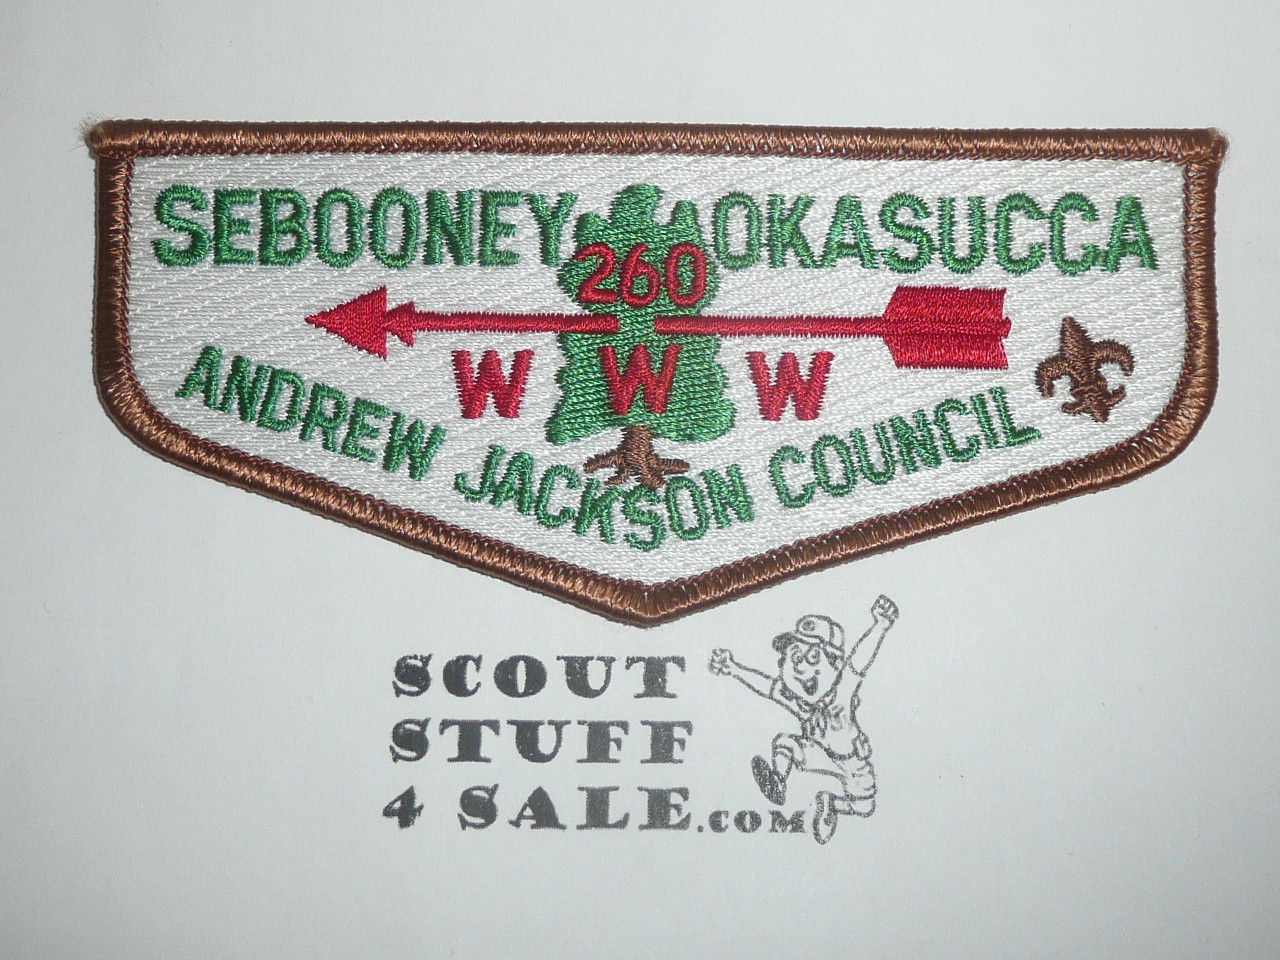 SEBOONEY OKASUCCA
260
W W W
ANDREW JACKSON COUNCIL
SCOUT
STUFF
4 SALE.COM